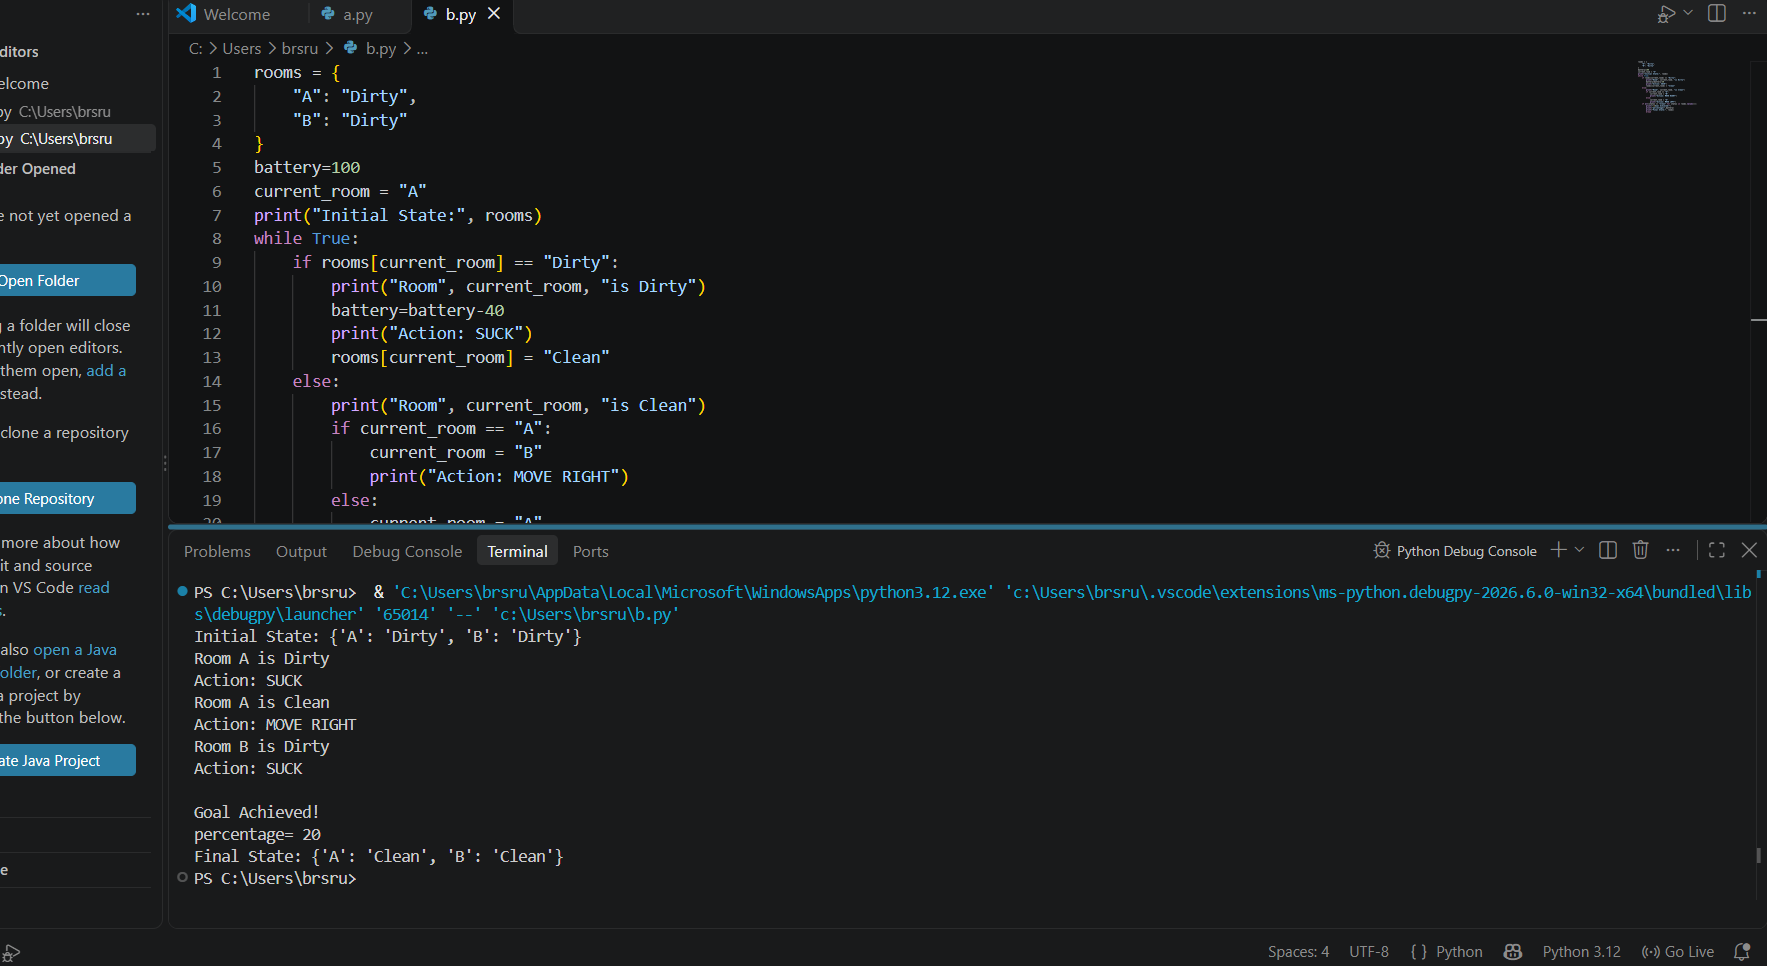 Welcome
a.py
b.py
ditors
elcome
py C:\Users\brsru
py C:\Users\brsru
der Opened
e not yet opened a
Open Folder
g a folder will close
ntly open editors.
them open, add a
stead.
clone a repository
one Repository
more about how
it and source
n VS Code read
s.
also open a Java
older, or create a
a project by
the button below.
ate Java Project
e
C: > Users > brsru > b.py > ...
1 rooms = {
2 "A": "Dirty",
3 "B": "Dirty"
4 }
5 battery=100
6 current_room = "A"
7 print("Initial State:", rooms)
8 while True:
9 if rooms[current_room] == "Dirty":
10 print("Room", current_room, "is Dirty")
11 battery=battery-40
12 print("Action: SUCK")
13 rooms[current_room] = "Clean"
14 else:
15 print("Room", current_room, "is Clean")
16 if current_room == "A":
17 current_room = "B"
18 print("Action: MOVE RIGHT")
19 else:
20 current_room = "A"
Problems Output Debug Console Terminal Ports
Python Debug Console
PS C:\Users\brsru> & 'C:\Users\brsru\AppData\Local\Microsoft\WindowsApps\python3.12.exe' 'c:\Users\brsru\.vscode\extensions\ms-python.debugpy-2026.6.0-win32-x64\bundled\lib
s\debugpy\launcher' '65014' '--' 'c:\Users\brsru\b.py'
Initial State: {'A': 'Dirty', 'B': 'Dirty'}
Room A is Dirty
Action: SUCK
Room A is Clean
Action: MOVE RIGHT
Room B is Dirty
Action: SUCK
Goal Achieved!
percentage= 20
Final State: {'A': 'Clean', 'B': 'Clean'}
PS C:\Users\brsru>
Spaces: 4 UTF-8 {} Python Python 3.12 Go Live